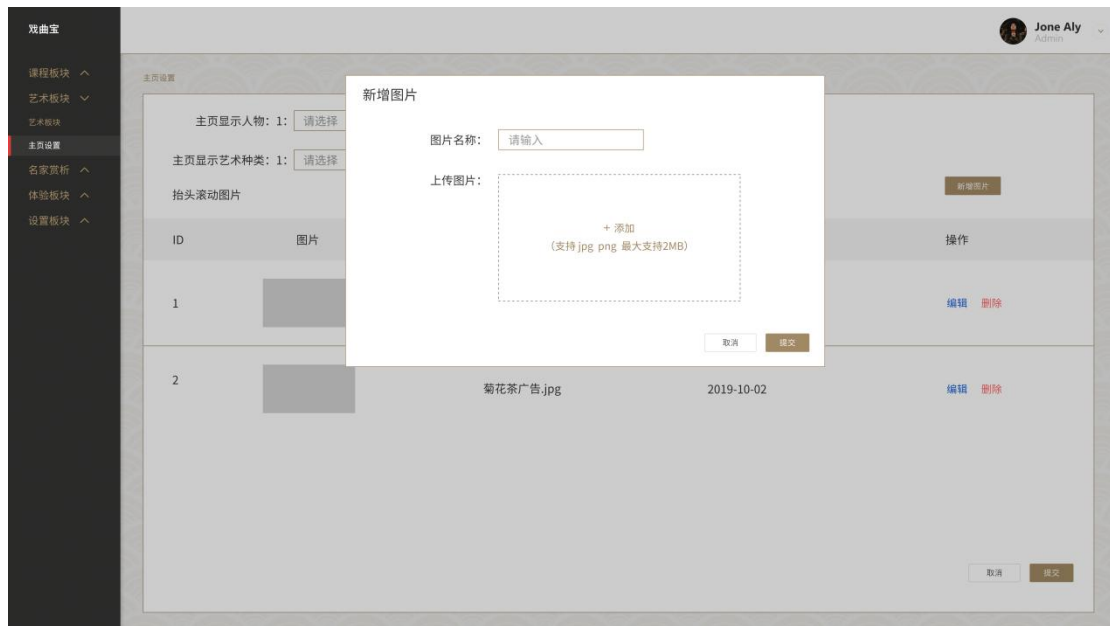 戏曲宝
Jone Aly
Admin
课程板块
艺术板块
艺术板块
主页设置
名家赏析
体验板块
设置板块
主页设置
主页显示人物：1： 请选择
主页显示艺术种类：1： 请选择
抬头滚动图片
新增图片
ID 图片 操作
1 编辑 删除
2 菊花茶广告.jpg 2019-10-02 编辑 删除
取消 提交
新增图片
图片名称： 请输入
上传图片：
+ 添加
（支持 jpg png 最大支持2MB）
取消 提交